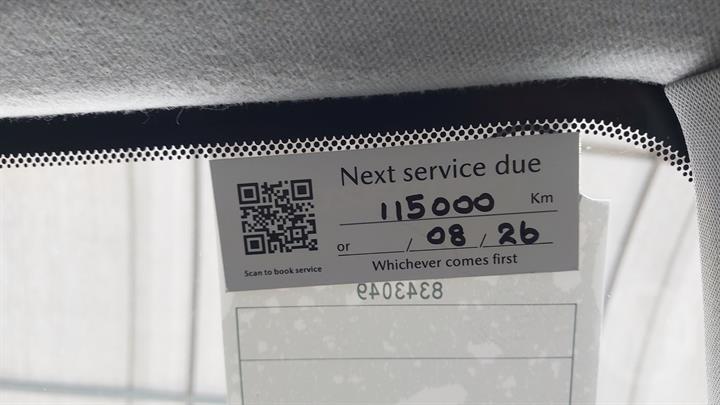 Next service due
115000 Km
or / 08 / 26
Whichever comes first
Scan to book service
8343049